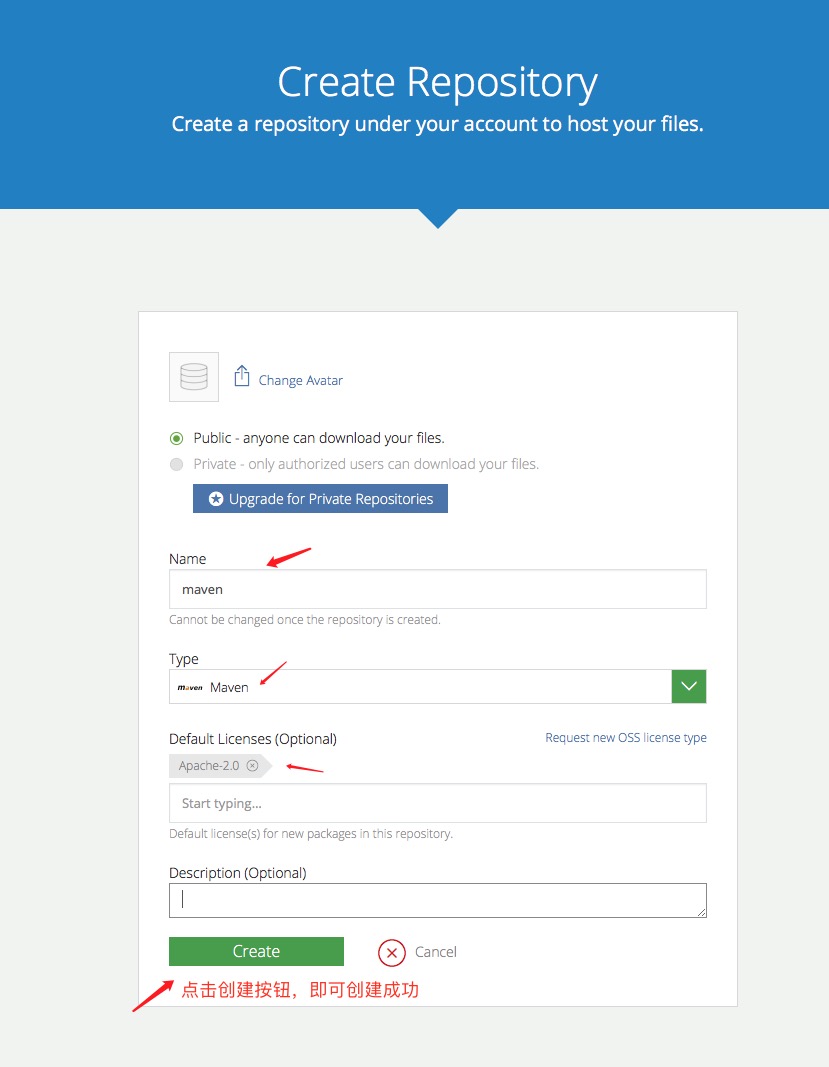 Create Repository
Create a repository under your account to host your files.
Change Avatar
Public - anyone can download your files.
Private - only authorized users can download your files.
Upgrade for Private Repositories
Name
maven
Cannot be changed once the repository is created.
Type
maven Maven
Default Licenses (Optional) Request new OSS license type
Apache-2.0
Start typing...
Default license(s) for new packages in this repository.
Description (Optional)
Create Cancel
点击创建按钮，即可创建成功